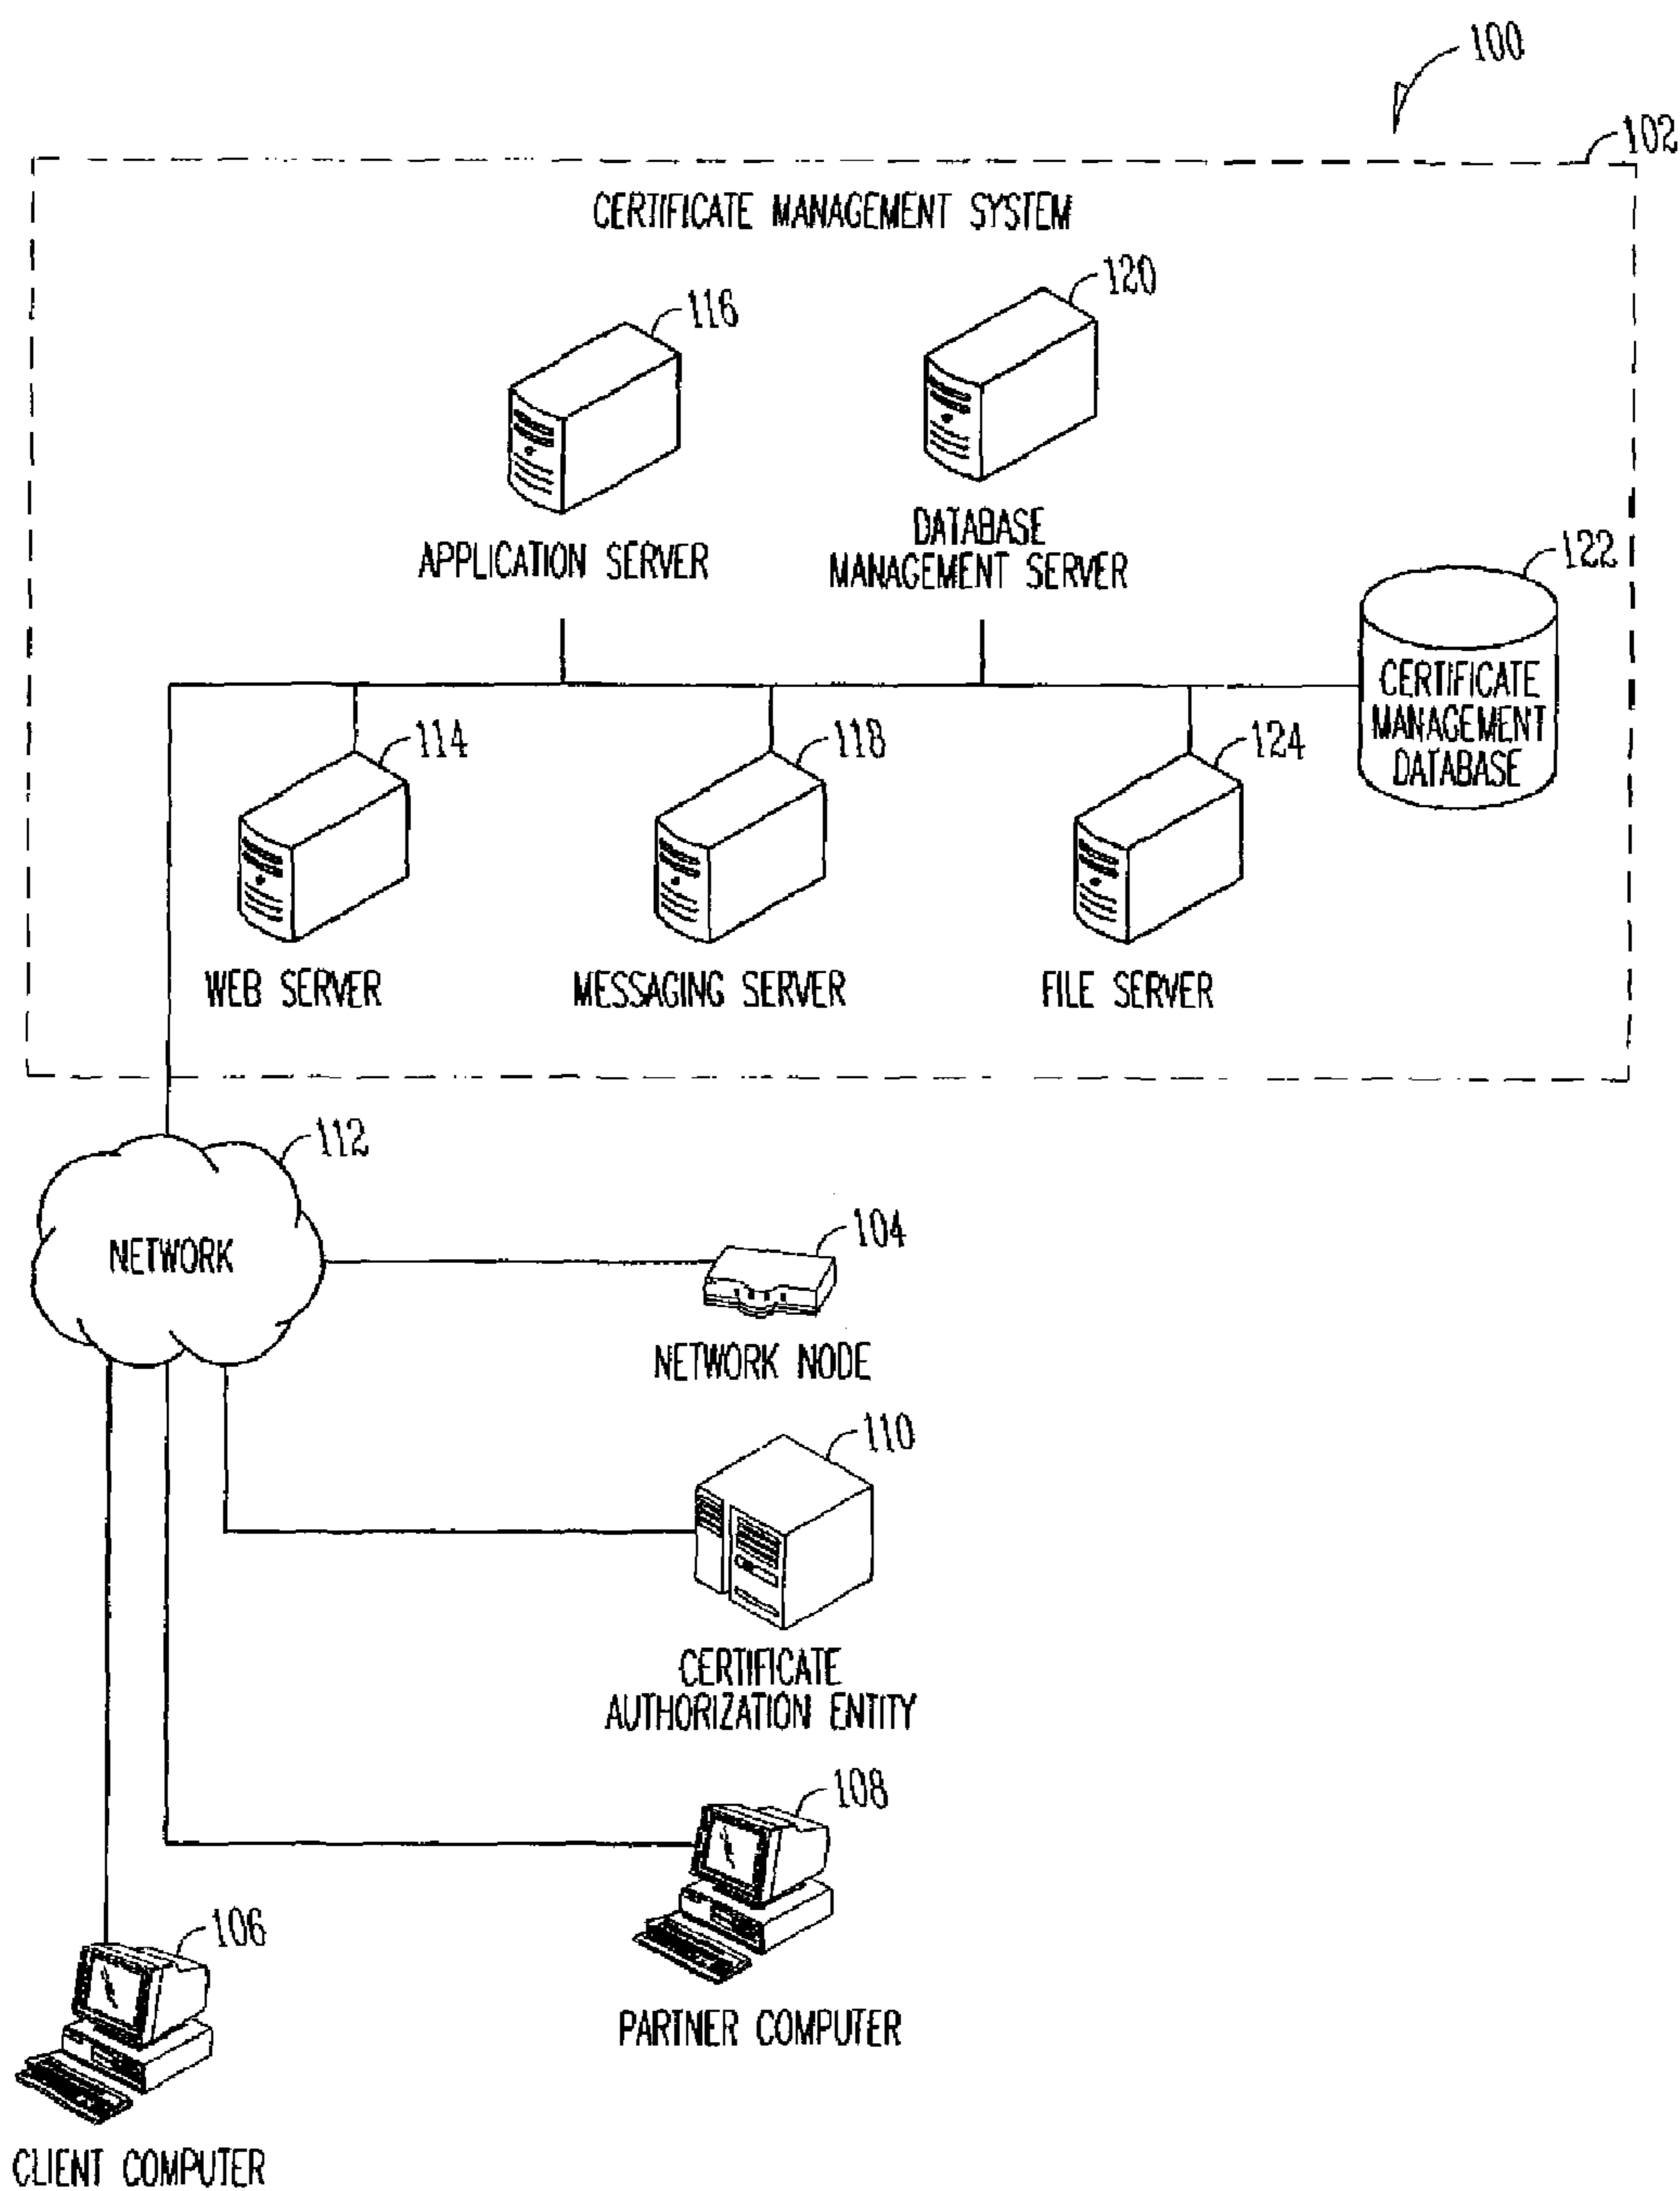 100
102
CERTIFICATE MANAGEMENT SYSTEM
116
120
APPLICATION SERVER
DATABASE
MANAGEMENT SERVER
122
CERTIFICATE
MANAGEMENT
DATABASE
114
118
124
WEB SERVER
MESSAGING SERVER
FILE SERVER
112
NETWORK
104
NETWORK NODE
110
CERTIFICATE
AUTHORIZATION ENTITY
108
PARTNER COMPUTER
106
CLIENT COMPUTER